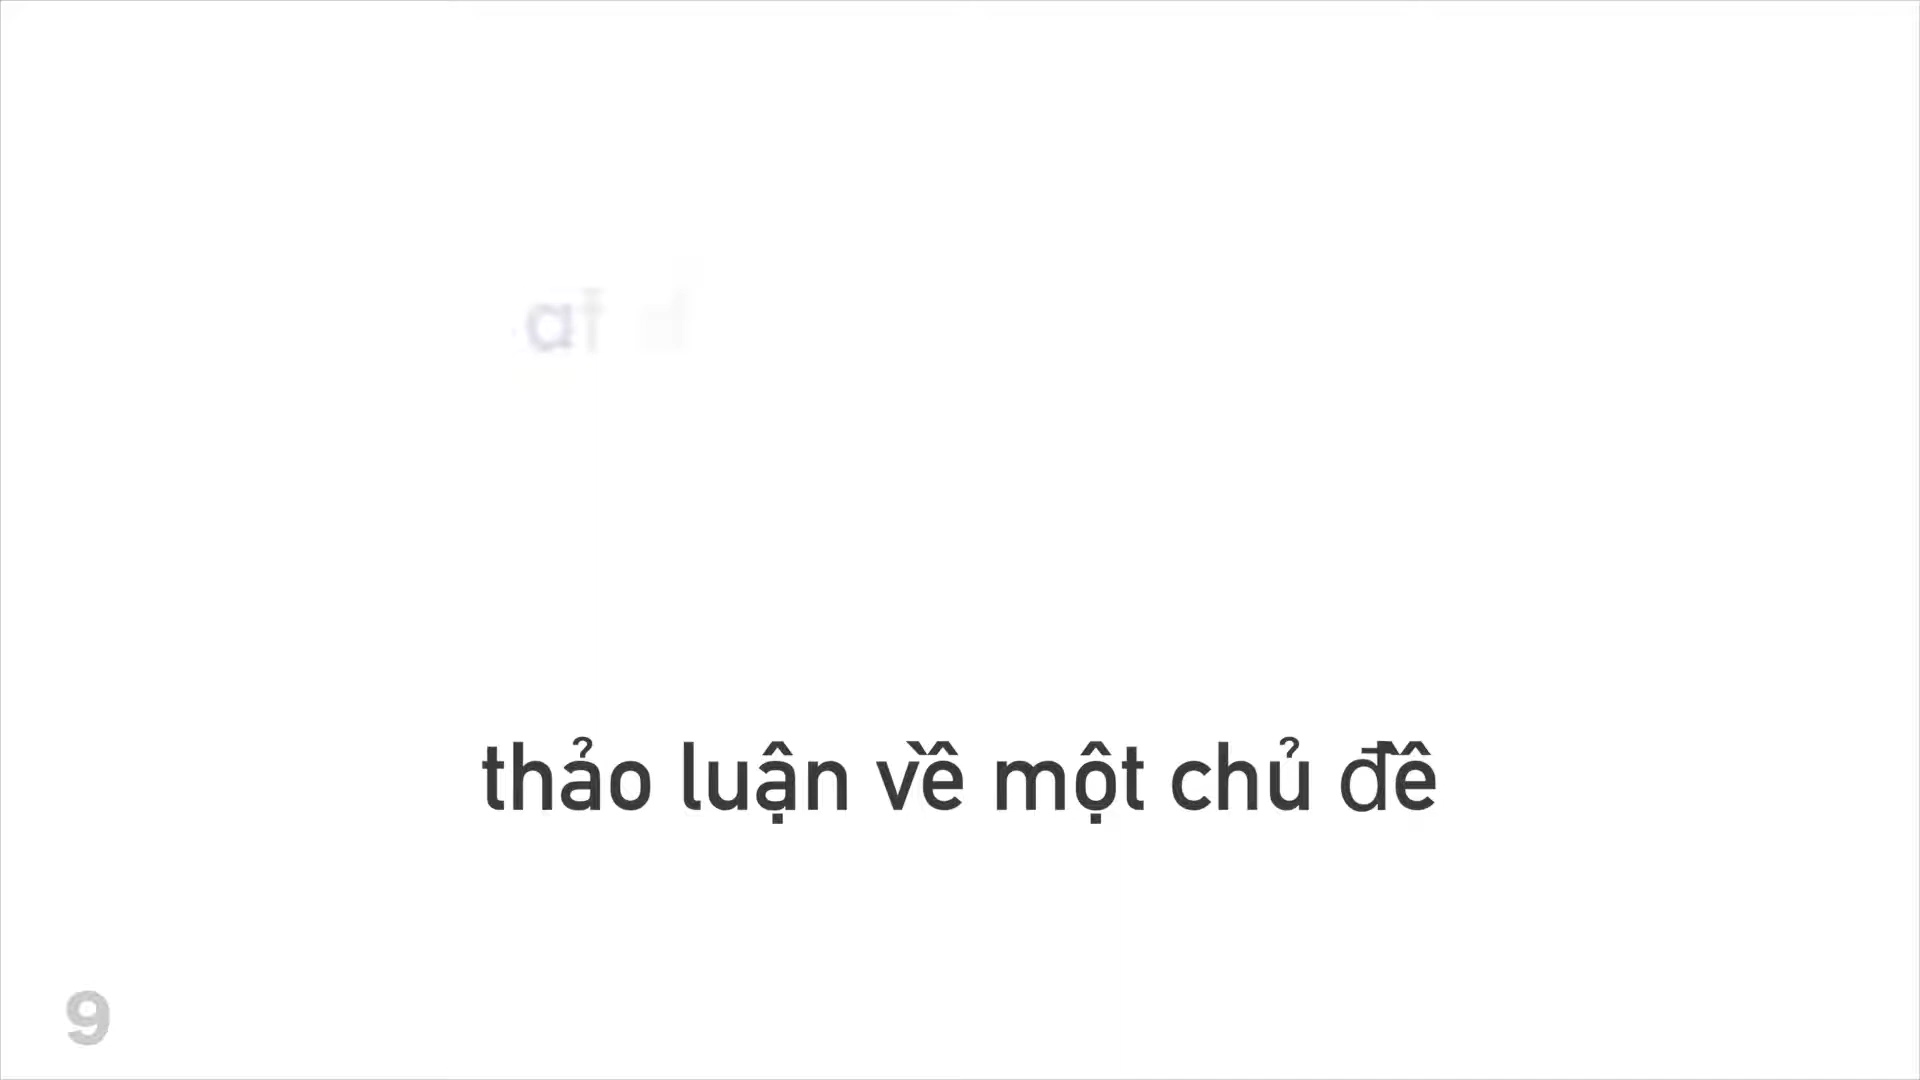 thảo luận về một chủ đề
9